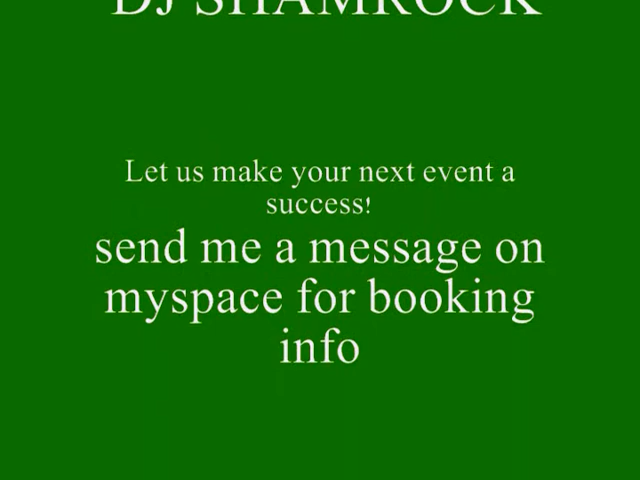 DJ SHAMROCK
Let us make your next event a
success!
send me a message on
myspace for booking
info